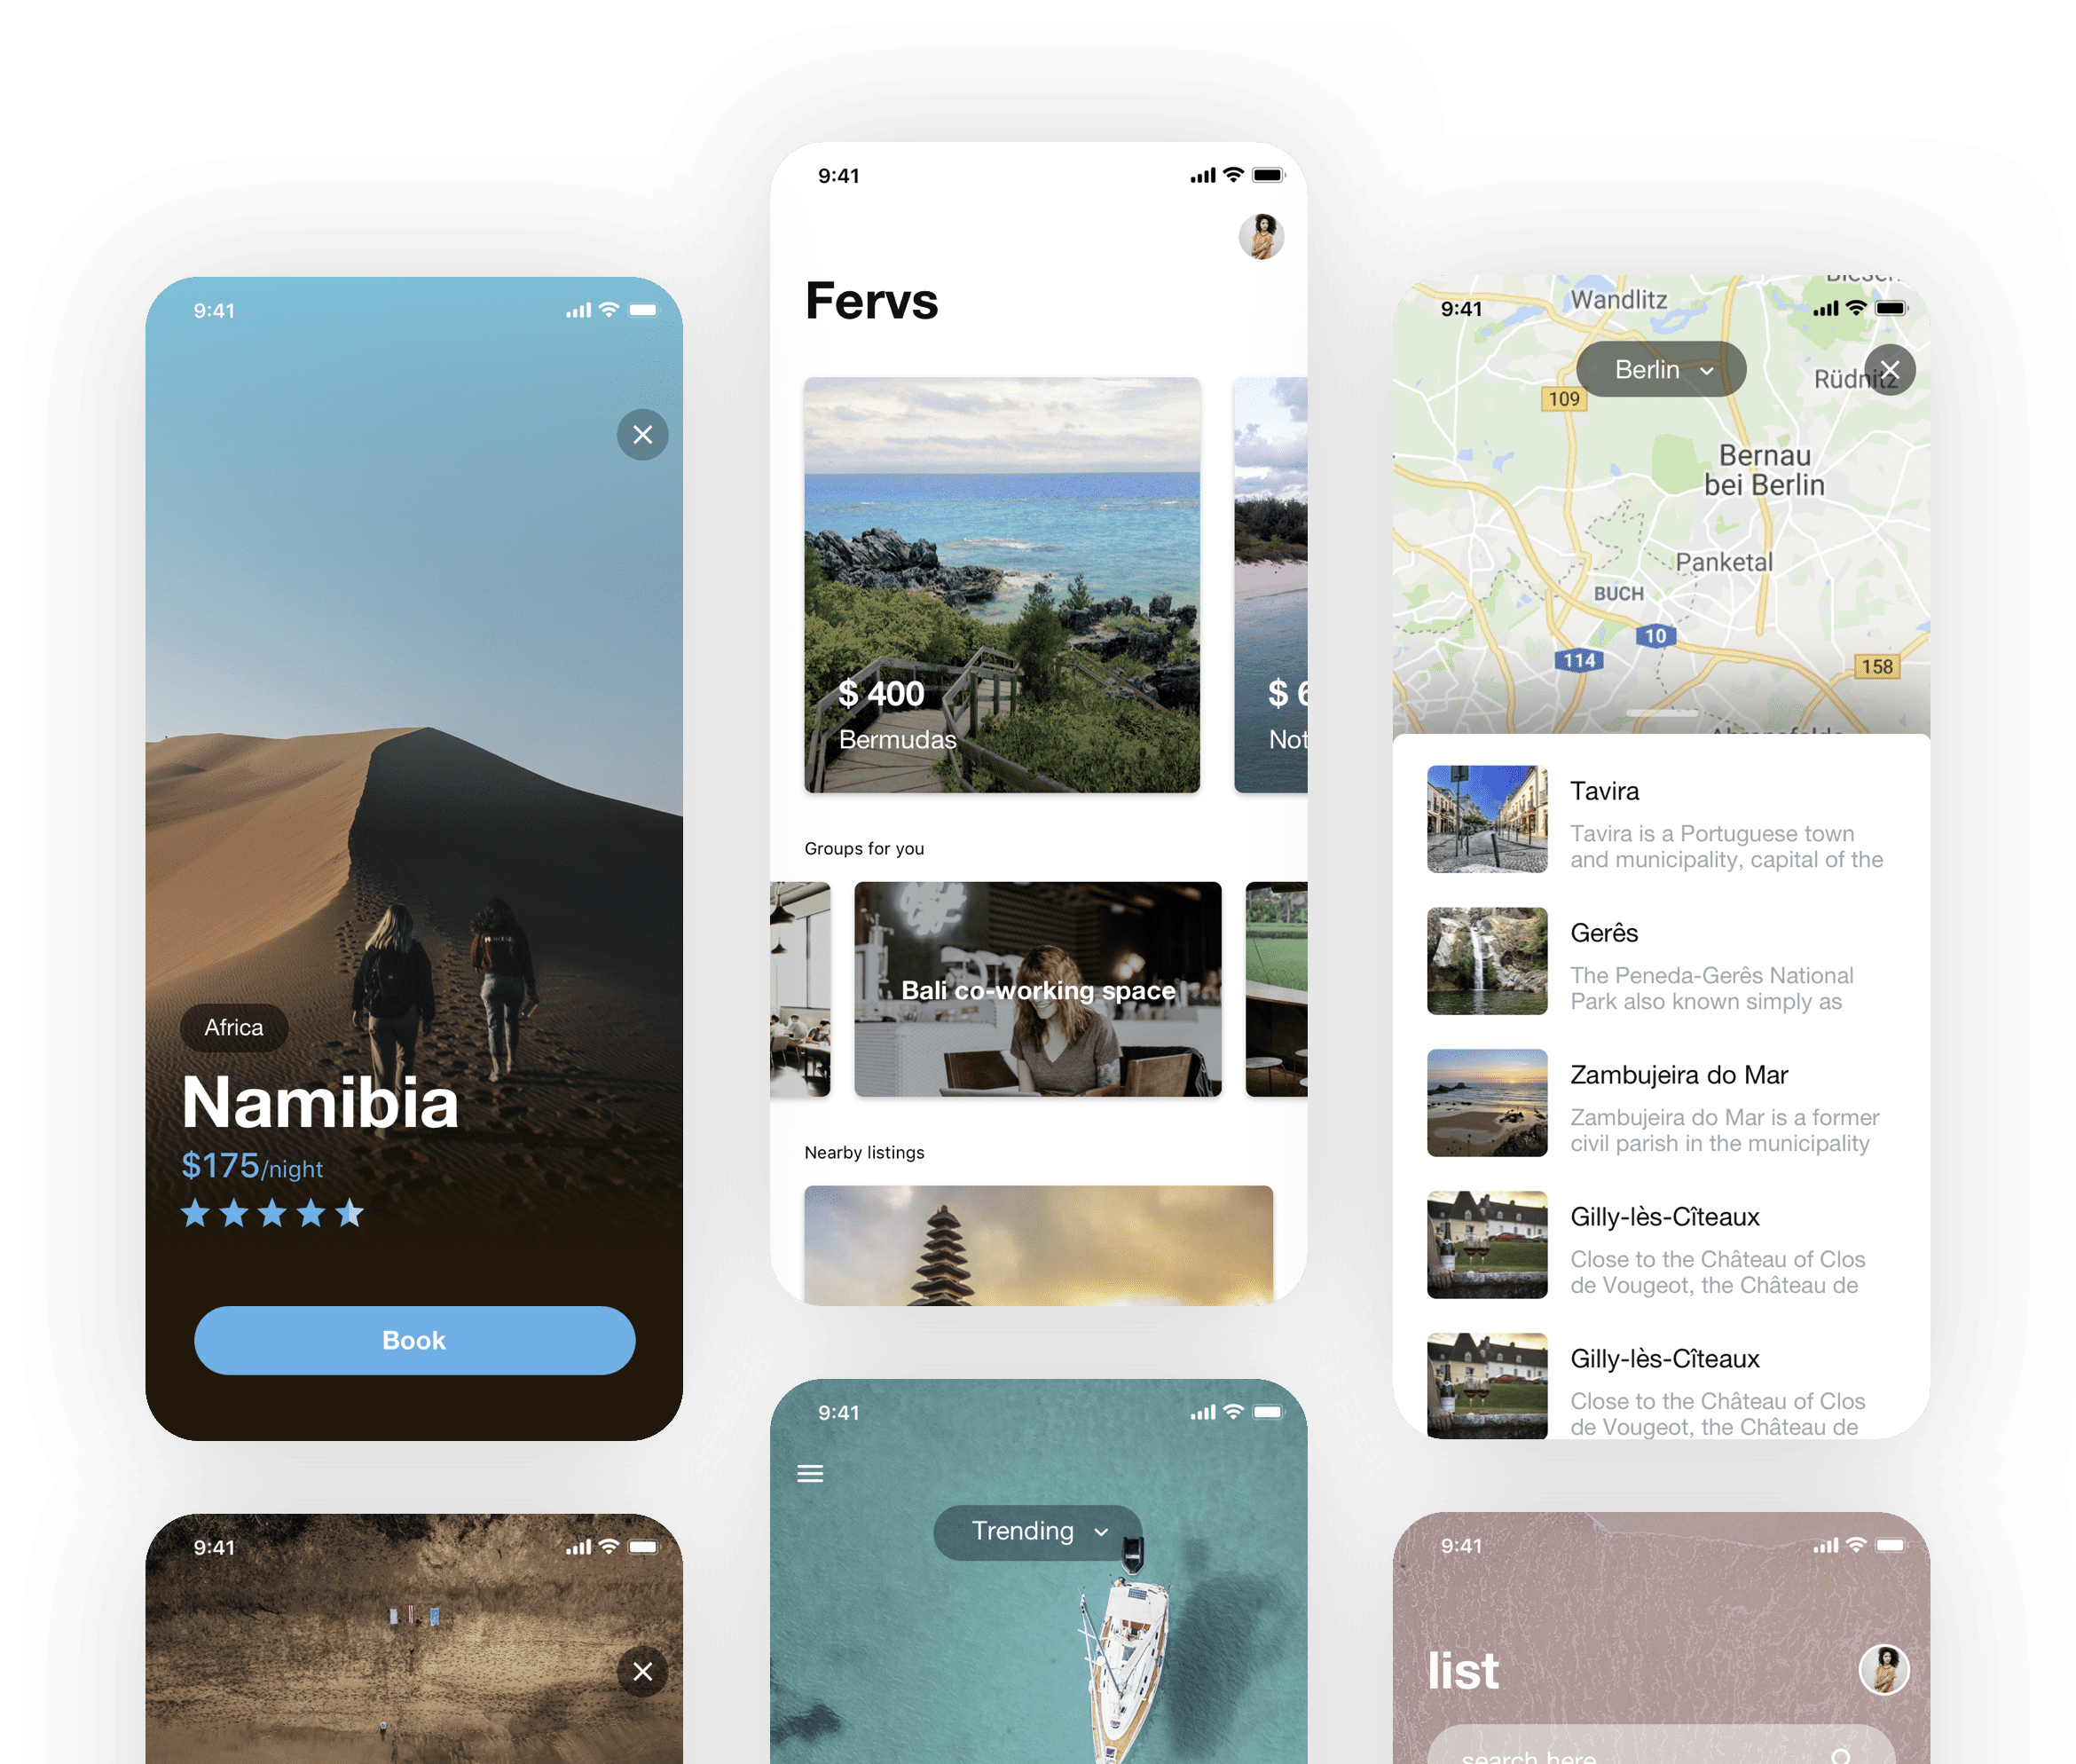 9:41
Africa
Namibia
$175/night
Book
9:41
9:41
Fervs
$ 400
Bermudas
$ 6
Not
Groups for you
Bali co-working space
Nearby listings
9:41
Trending
9:41
Wandlitz
Berlin
Rüdnitz
109
Bernau
bei Berlin
Panketal
BUCH
10
114
158
Tavira
Tavira is a Portuguese town
and municipality, capital of the
Gerês
The Peneda-Gerês National
Park also known simply as
Zambujeira do Mar
Zambujeira do Mar is a former
civil parish in the municipality
Gilly-lès-Cîteaux
Close to the Château of Clos
de Vougeot, the Château de
Gilly-lès-Cîteaux
Close to the Château of Clos
de Vougeot, the Château de
9:41
list
search here